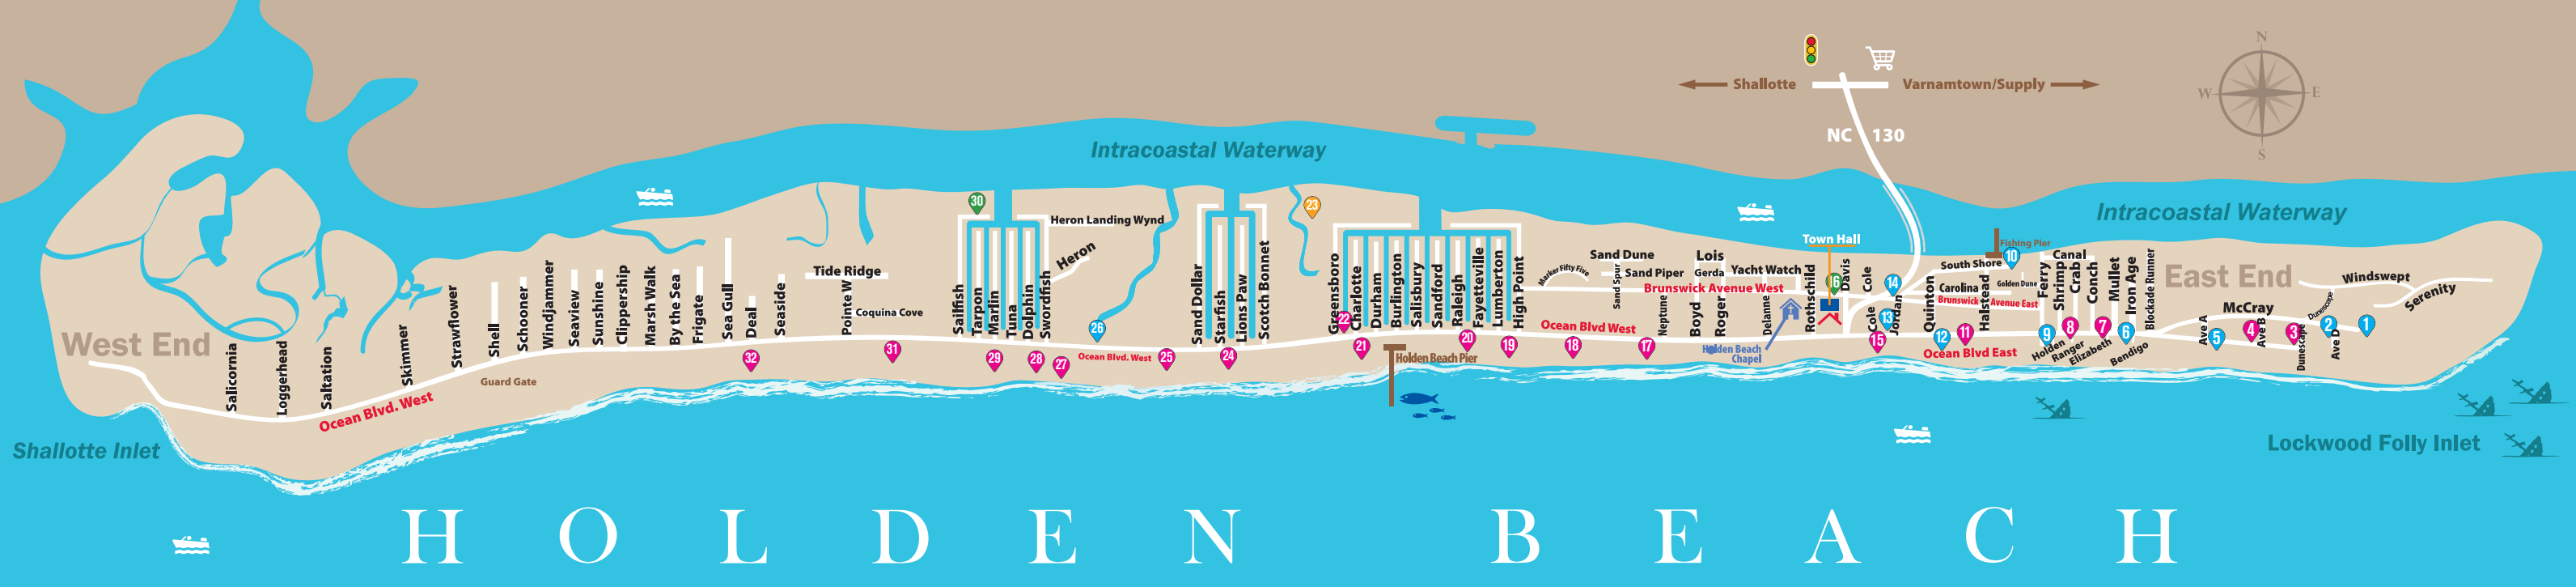 N
W
E
S
Shallotte
Varnamtown/Supply
NC 130
Intracoastal Waterway
Intracoastal Waterway
West End
East End
Salicornia
Loggerhead
Saltation
Skimmer
Strawflower
Shell
Schooner
Windjammer
Seaview
Sunshine
Clippership
Marsh Walk
By the Sea
Frigate
Sea Gull
Deal
Seaside
Tide Ridge
Pointe W
Coquina Cove
Sailfish
Tarpon
Marlin
Tuna
Dolphin
Swordfish
Heron Landing Wynd
Heron
Sand Dollar
Starfish
Lions Paw
Scotch Bonnet
Greensboro
Charlotte
Durham
Burlington
Salisbury
Sandford
Raleigh
Fayetteville
Lumberton
High Point
Marker Fifty Five
Sand Dune
Sand Spur
Sand Piper
Lois
Gerda
Yacht Watch
Brunswick Avenue West
Neptune
Boyd
Roger
Delanne
Rothschild
Town Hall
Davis
Cole
Cole
Jordan
Quinton
South Shore
Carolina
Halstead
Golden Dune
Brunswick Avenue East
Fishing Pier
Canal
Ferry
Shrimp
Crab
Conch
Mullet
Iron Age
Blockade Runner
Holden
Ranger
Elizabeth
Bendigo
McCray
Ave A
Ave B
Dunescape
Dunescape
Ave D
Windswept
Serenity
Guard Gate
Ocean Blvd. West
Ocean Blvd. West
Ocean Blvd West
Ocean Blvd East
Holden Beach Pier
Holden Beach
Chapel
32
31
30
29
28
27
26
25
24
23
22
21
20
19
18
17
16
15
14
13
12
11
10
9
8
7
6
5
4
3
2
1
Shallotte Inlet
Lockwood Folly Inlet
HOLDEN BEACH